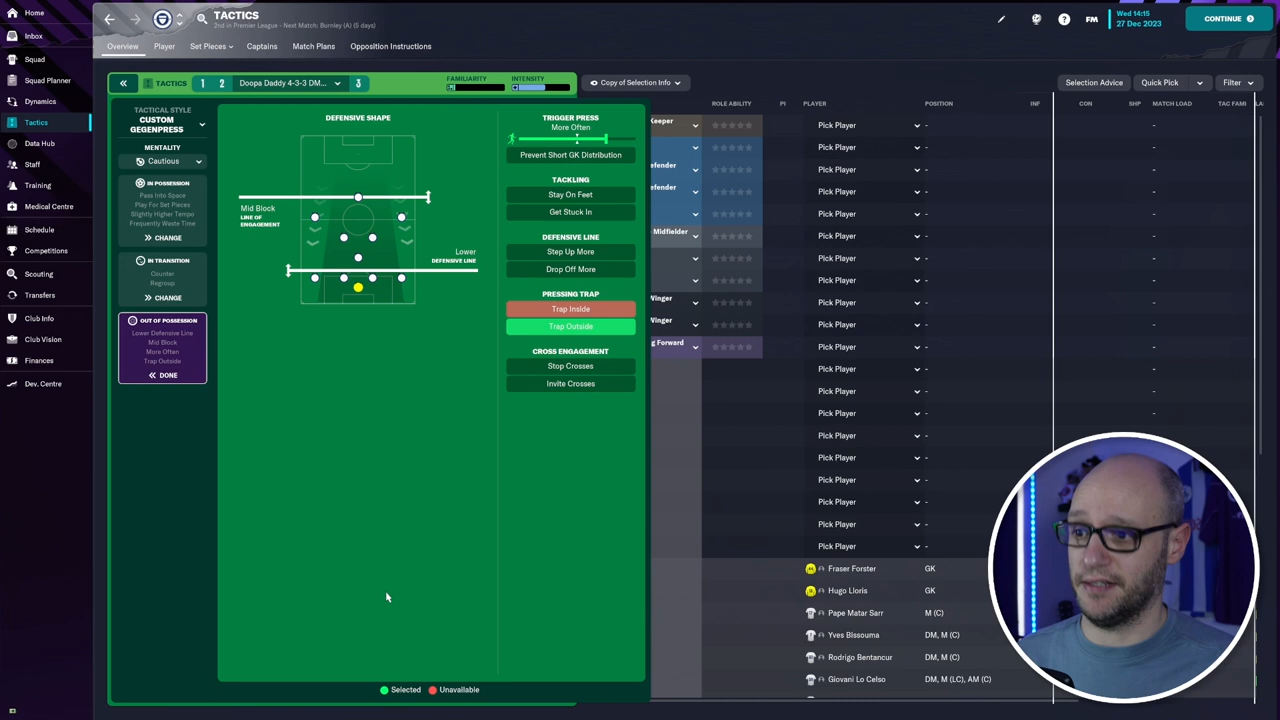 Home
Inbox
Squad
Squad Planner
Dynamics
Tactics
Data Hub
Staff
Training
Medical Centre
Schedule
Competitions
Scouting
Transfers
Club Info
Club Vision
Finances
Dev. Centre
TACTICS
2nd in Premier League - Next Match: Burnley (A) (5 days)
FM
Wed 14:15
27 Dec 2023
CONTINUE
Overview
Player
Set Pieces
Captains
Match Plans
Opposition Instructions
TACTICS
1
2
Doopa Daddy 4-3-3 DM...
3
FAMILIARITY
INTENSITY
Copy of Selection Info
Selection Advice
Quick Pick
Filter
TACTICAL STYLE
CUSTOM
GEGENPRESS
MENTALITY
Cautious
IN POSSESSION
Pass Into Space
Play For Set Pieces
Slightly Higher Tempo
Frequently Waste Time
CHANGE
IN TRANSITION
Counter
Regroup
CHANGE
OUT OF POSSESSION
Lower Defensive Line
Mid Block
More Often
Trap Outside
DONE
DEFENSIVE SHAPE
Mid Block
LINE OF
ENGAGEMENT
Lower
DEFENSIVE LINE
TRIGGER PRESS
More Often
Prevent Short GK Distribution
TACKLING
Stay On Feet
Get Stuck In
DEFENSIVE LINE
Step Up More
Drop Off More
PRESSING TRAP
Trap Inside
Trap Outside
CROSS ENGAGEMENT
Stop Crosses
Invite Crosses
Selected
Unavailable
ROLE ABILITY
PI
PLAYER
POSITION
INF
CON
SHP
MATCH LOAD
TAC FAMI
Keeper
Pick Player -
-
Pick Player -
-
efender
Pick Player -
-
efender
Pick Player -
-
Pick Player -
-
Midfielder
Pick Player -
-
Pick Player -
-
Pick Player -
-
Winger
Pick Player -
-
Winger
Pick Player -
-
g Forward
Pick Player -
-
Pick Player -
-
Pick Player -
-
Pick Player -
-
Pick Player -
-
Pick Player -
-
Pick Player -
-
Pick Player -
-
Pick Player -
-
Pick Player -
Fraser Forster GK
Hugo Lloris GK
Pape Matar Sarr M (C)
Yves Bissouma DM, M (C)
Rodrigo Bentancur DM, M (C)
Giovani Lo Celso DM, M (LC), AM (C)